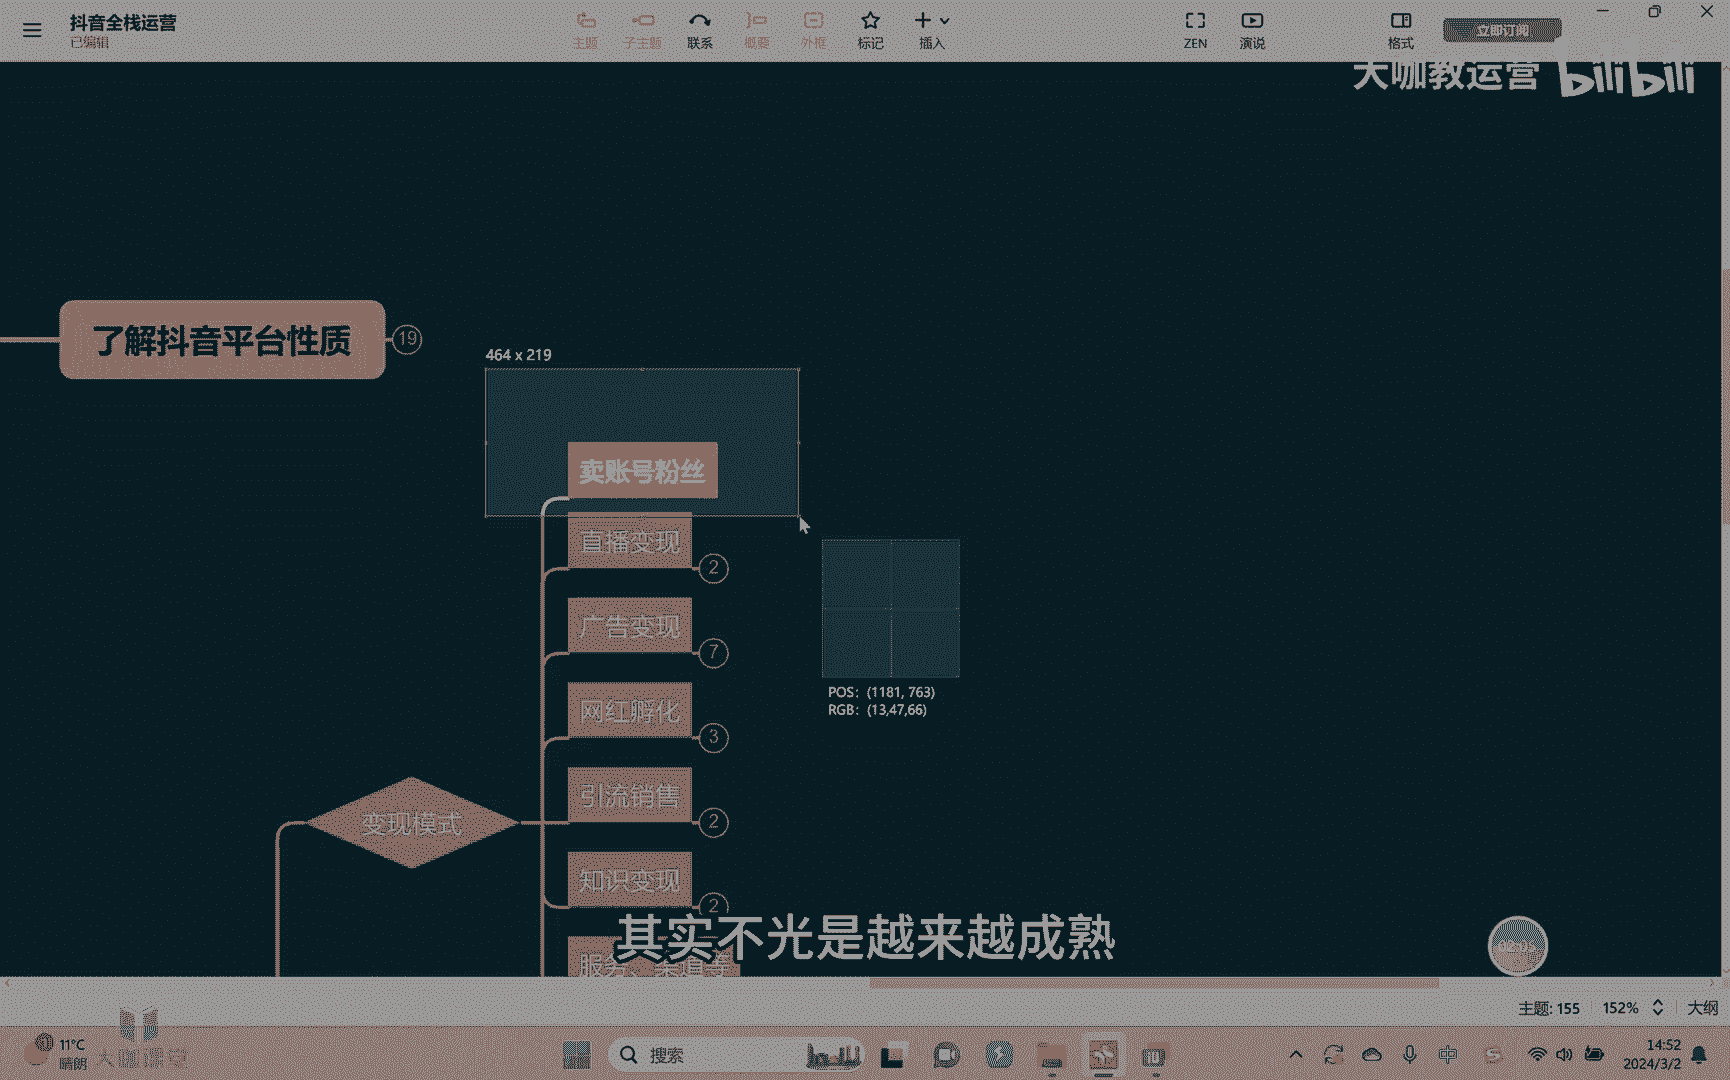 抖音全栈运营
已编辑
主题
子主题
联系
概要
外框
标记
插入
ZEN
演说
格式
立即订阅
大咖教运营 bilibili
了解抖音平台性质
19
464 x 219
卖账号粉丝
直播变现
2
广告变现
7
POS: (1181, 763)
RGB: (13,47,66)
网红孵化
3
引流销售
2
变现模式
知识变现
2
服务、渠道等
其实不光是越来越成熟
主题: 155
152%
大纲
11°C
晴朗
大咖课堂
搜索
中
14:52
2024/3/2